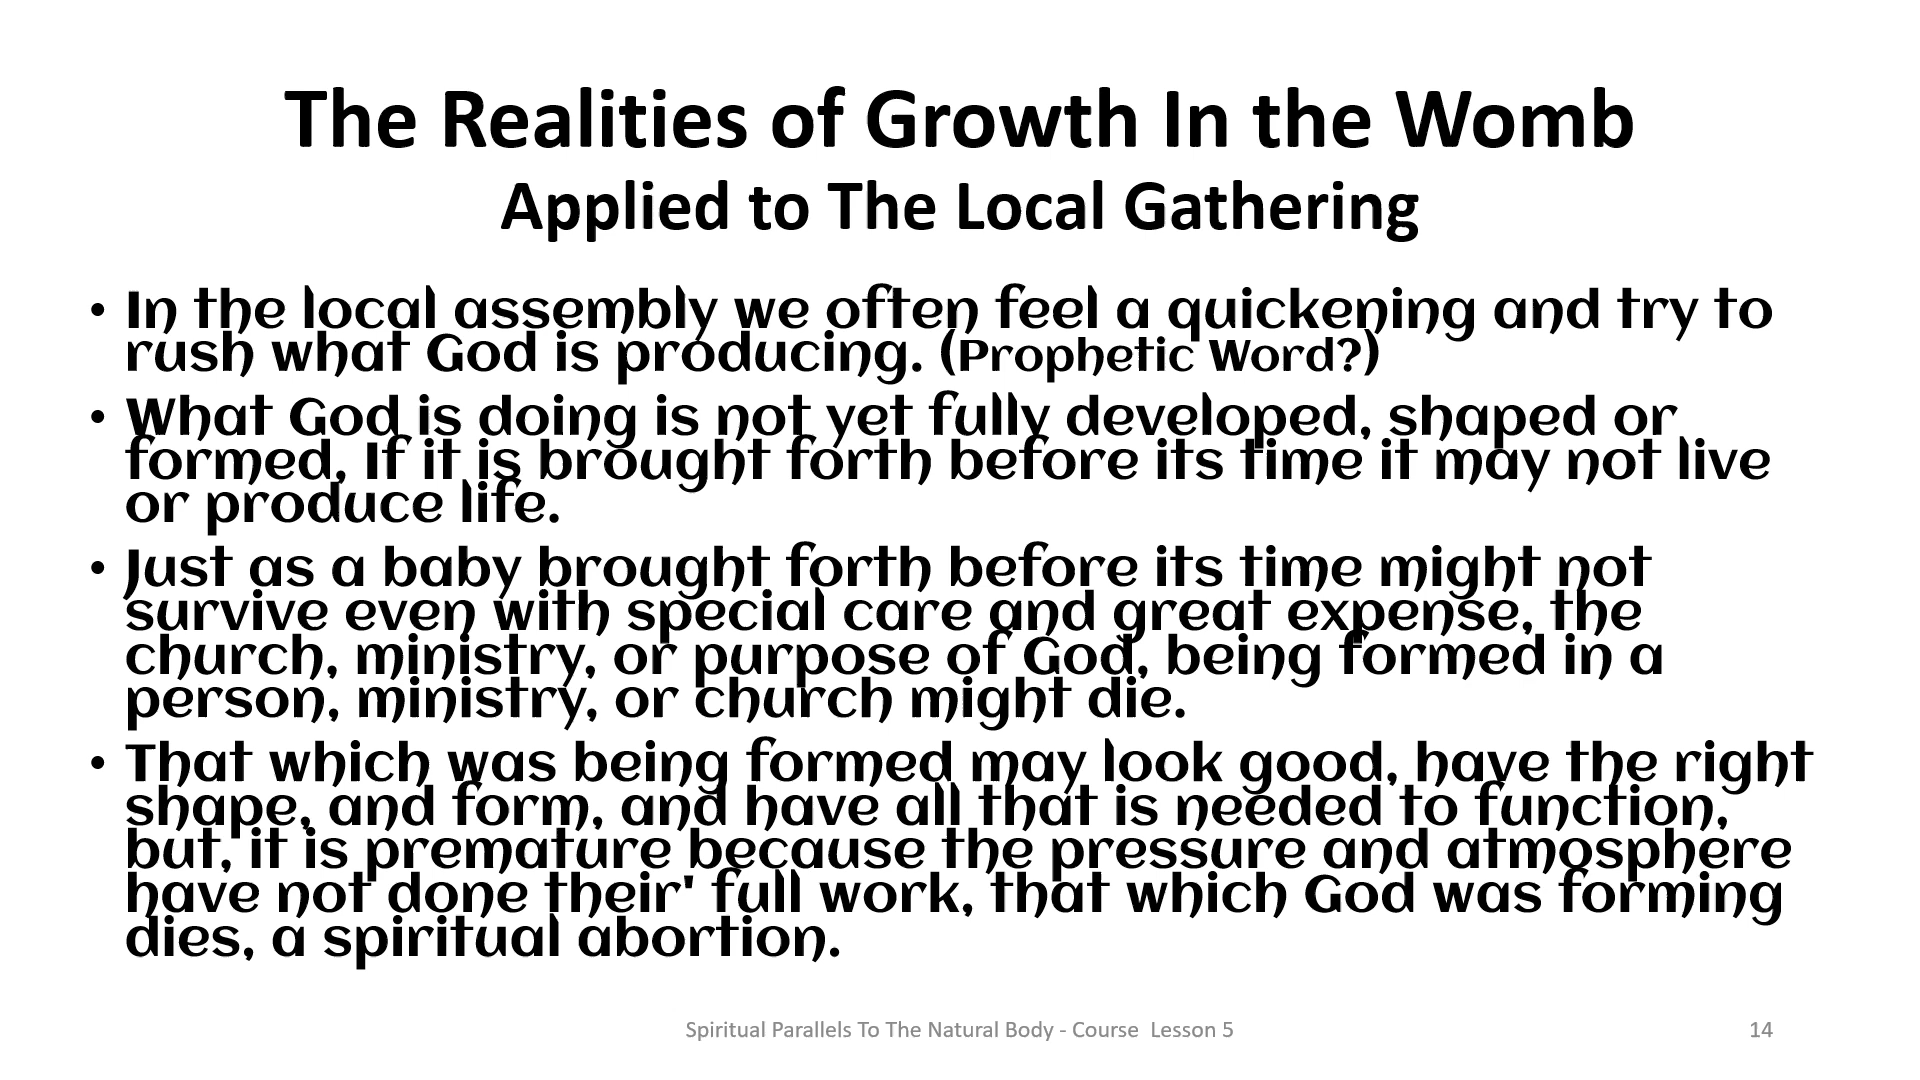 The Realities of Growth In the Womb
Applied to The Local Gathering
• In the local assembly we often feel a quickening and try to
rush what God is producing. (Prophetic Word?)
• What God is doing is not yet fully developed, shaped or
formed. If it is brought forth before its time it may not live
or produce life.
• Just as a baby brought forth before its time might not
survive even with special care and great expense, the
church, ministry, or purpose of God, being formed in a
person, ministry, or church might die.
• That which was being formed may look good, have the right
shape, and form, and have all that is needed to function,
but, it is premature because the pressure and atmosphere
have not done their' full work, that which God was forming
dies, a spiritual abortion.
Spiritual Parallels To The Natural Body - Course  Lesson 5
14